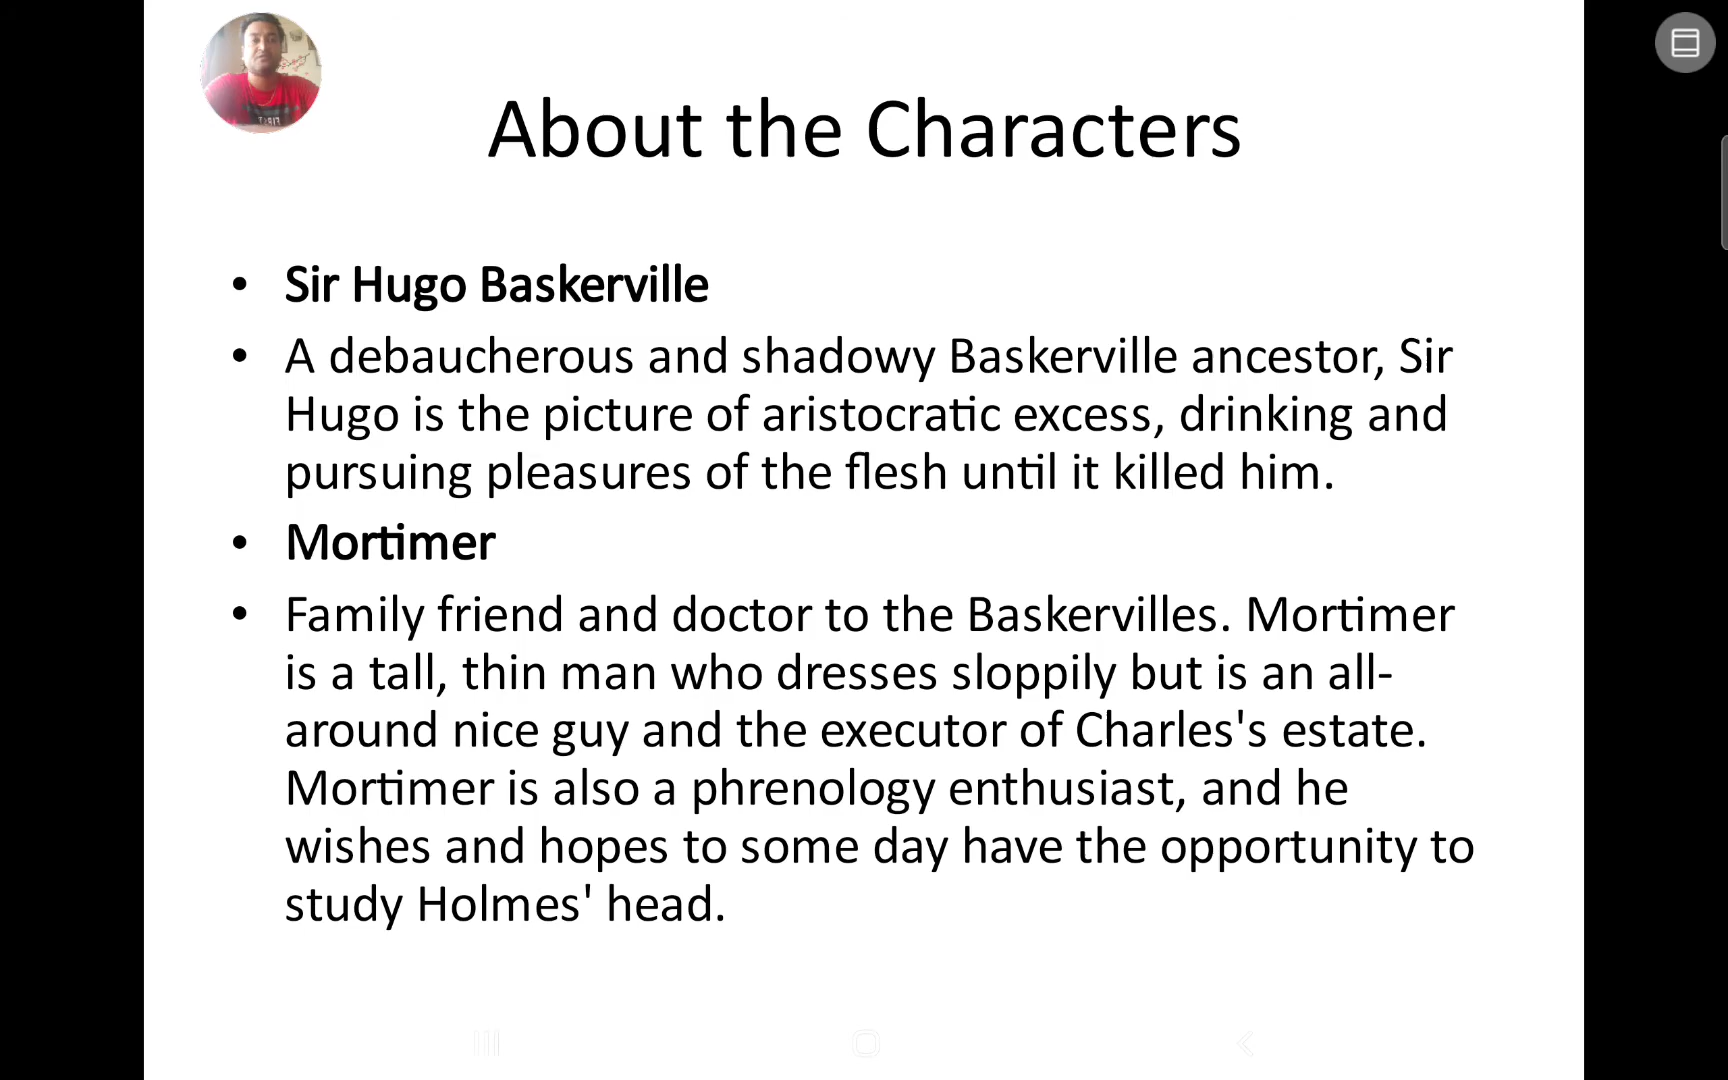 About the Characters
• Sir Hugo Baskerville
• A debaucherous and shadowy Baskerville ancestor, Sir
Hugo is the picture of aristocratic excess, drinking and
pursuing pleasures of the flesh until it killed him.
• Mortimer
• Family friend and doctor to the Baskervilles. Mortimer
is a tall, thin man who dresses sloppily but is an all-
around nice guy and the executor of Charles's estate.
Mortimer is also a phrenology enthusiast, and he
wishes and hopes to some day have the opportunity to
study Holmes' head.